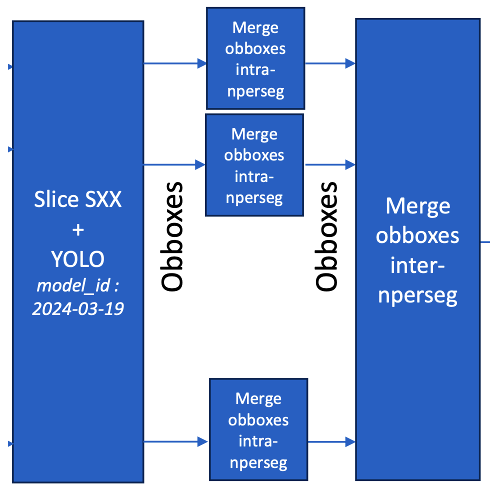 Slice SXX
+
YOLO
model_id :
2024-03-19
Merge
obboxes
intra-
nperseg
Merge
obboxes
intra-
nperseg
Merge
obboxes
intra-
nperseg
Obboxes
Obboxes
Merge
obboxes
inter-
nperseg